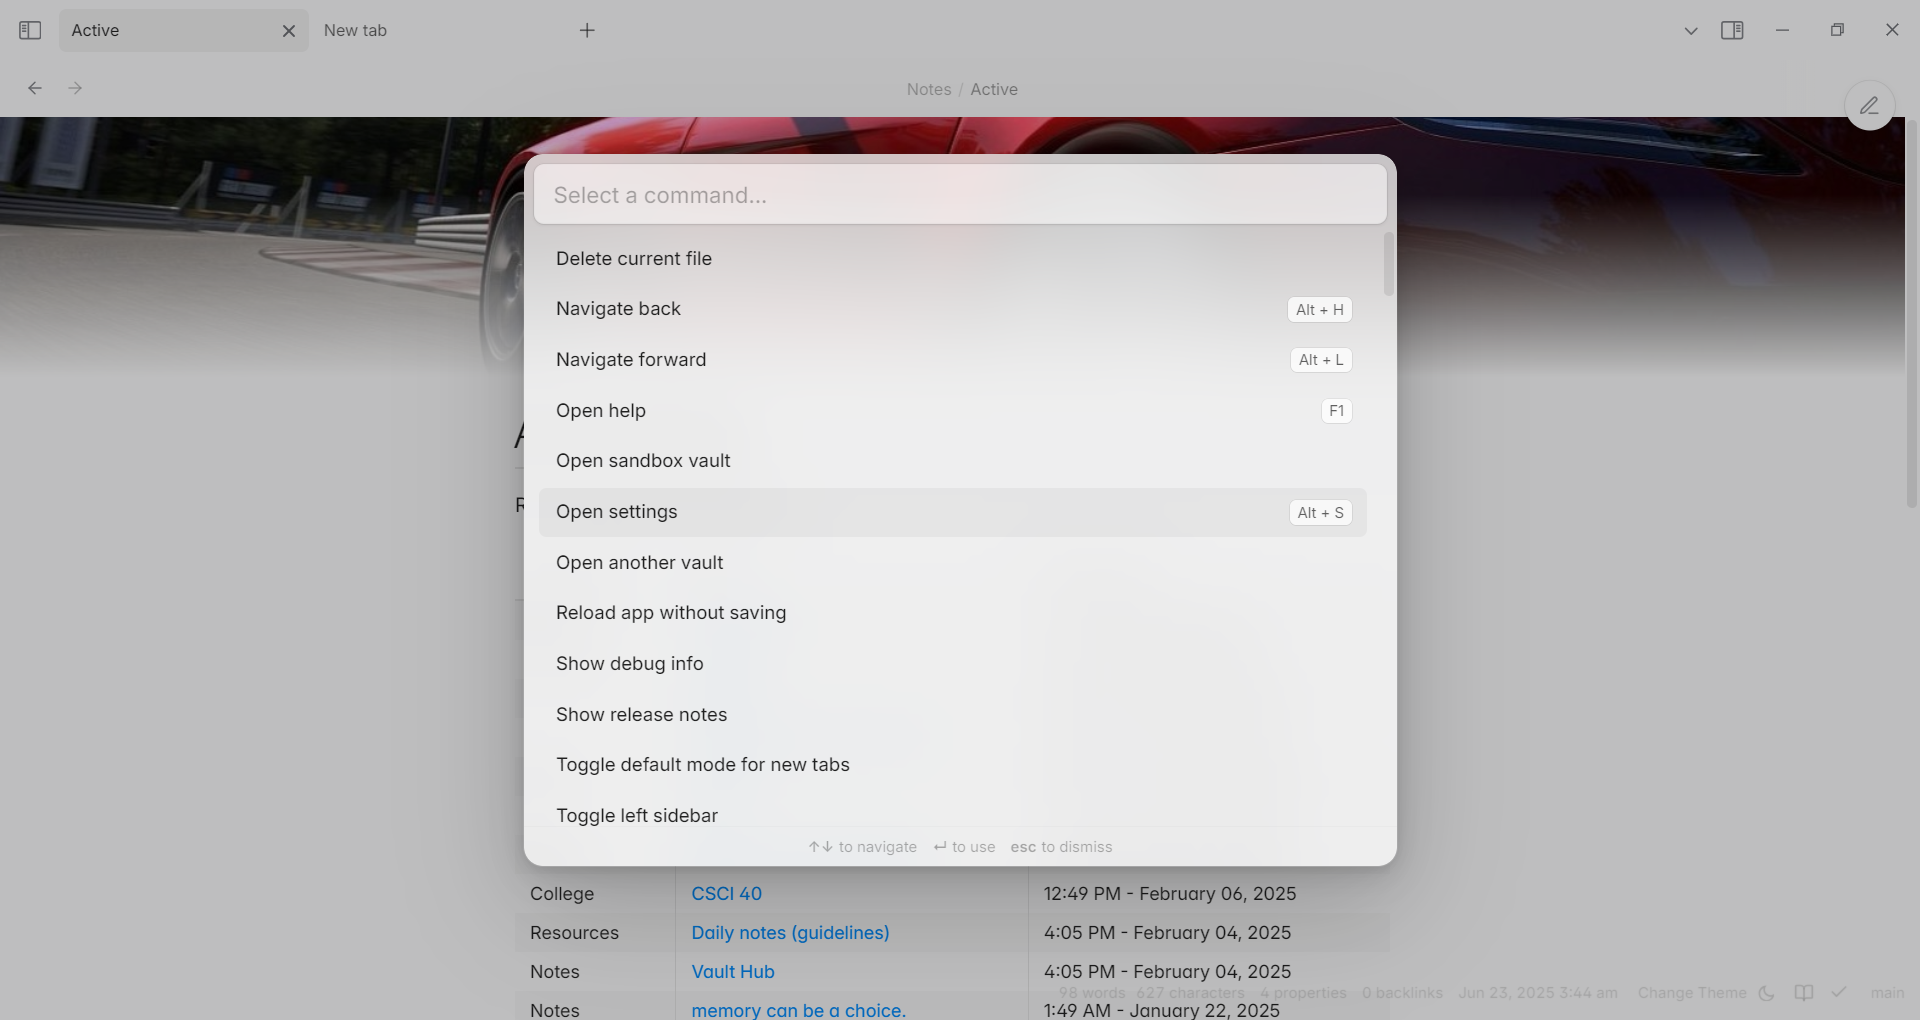 Active
New tab
Notes / Active
Select a command...
Delete current file
Navigate back Alt + H
Navigate forward Alt + L
Open help F1
Open sandbox vault
Open settings Alt + S
Open another vault
Reload app without saving
Show debug info
Show release notes
Toggle default mode for new tabs
Toggle left sidebar
↑↓ to navigate ↵ to use esc to dismiss
College CSCI 40 12:49 PM - February 06, 2025
Resources Daily notes (guidelines) 4:05 PM - February 04, 2025
Notes Vault Hub 4:05 PM - February 04, 2025
Notes memory can be a choice. 1:49 AM - January 22, 2025
98 words 627 characters 4 properties 0 backlinks Jun 23, 2025 3:44 am Change Theme main